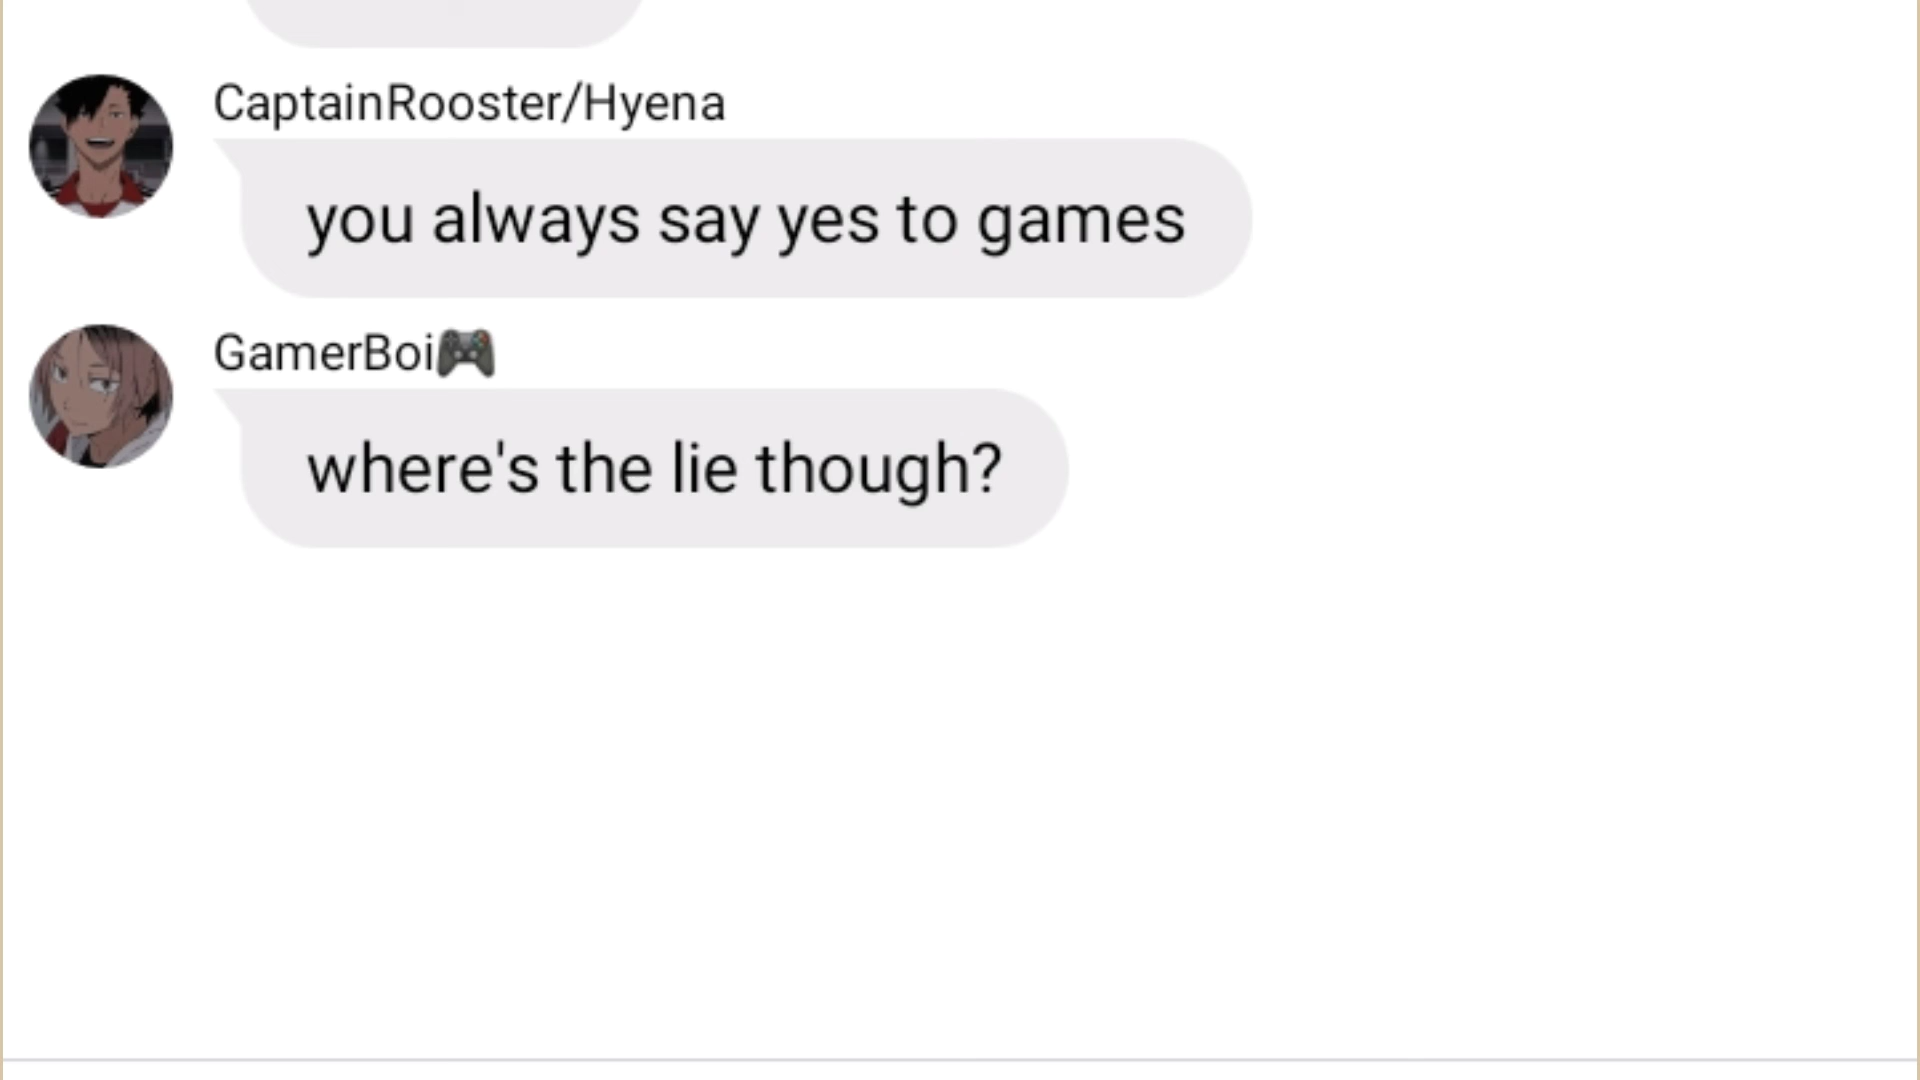 CaptainRooster/Hyena
you always say yes to games
GamerBoi🎮
where's the lie though?